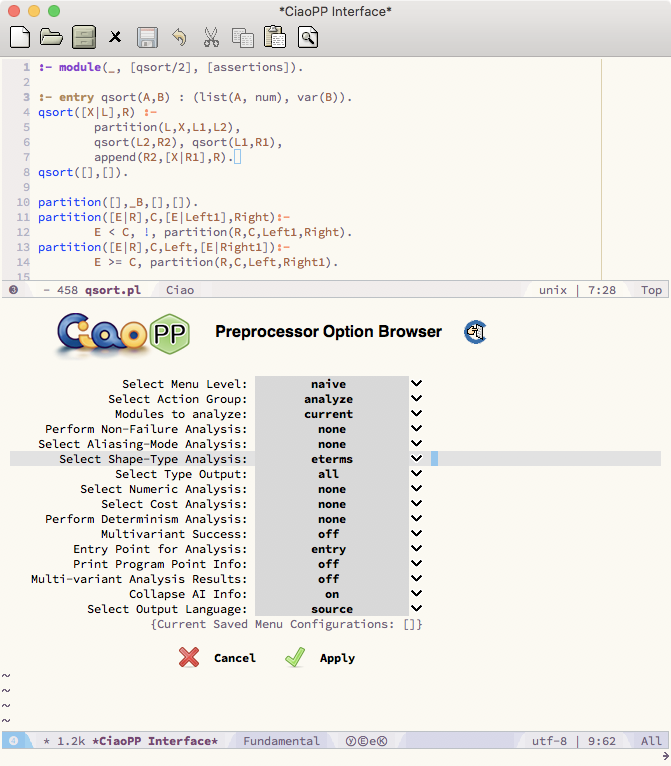 *CiaoPP Interface*
1 :- module(_, [qsort/2], [assertions]).
2
3 :- entry qsort(A,B) : (list(A, num), var(B)).
4 qsort([X|L],R) :-
5 partition(L,X,L1,L2),
6 qsort(L2,R2), qsort(L1,R1),
7 append(R2,[X|R1],R).
8 qsort([],[]).
9
10 partition([],_B,[],[]).
11 partition([E|R],C,[E|Left1],Right):-
12 E < C, !, partition(R,C,Left1,Right).
13 partition([E|R],C,Left,[E|Right1]):-
14 E >= C, partition(R,C,Left,Right1).
15
❸ - 458 qsort.pl Ciao unix | 7:28 Top
Ciao PP Preprocessor Option Browser
Select Menu Level: naive
Select Action Group: analyze
Modules to analyze: current
Perform Non-Failure Analysis: none
Select Aliasing-Mode Analysis: none
Select Shape-Type Analysis: eterms
Select Type Output: all
Select Numeric Analysis: none
Select Cost Analysis: none
Perform Determinism Analysis: none
Multivariant Success: off
Entry Point for Analysis: entry
Print Program Point Info: off
Multi-variant Analysis Results: off
Collapse AI Info: on
Select Output Language: source
{Current Saved Menu Configurations: []}
Cancel Apply
~
~
~
~
❹ * 1.2k *CiaoPP Interface* Fundamental ⓨⒺeⓀ utf-8 | 9:62 All